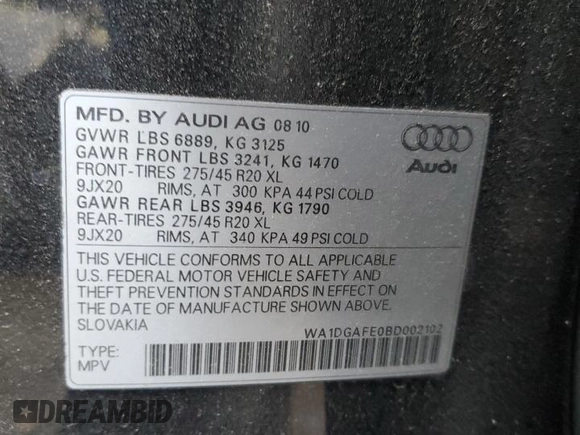 MFD. BY AUDI AG 08 10
GVWR LBS 6889, KG 3125
GAWR FRONT LBS 3241, KG 1470
FRONT-TIRES 275/45 R20 XL
9JX20 RIMS, AT 300 KPA 44 PSI COLD
GAWR REAR LBS 3946, KG 1790
REAR-TIRES 275/45 R20 XL
9JX20 RIMS, AT 340 KPA 49 PSI COLD
Audi
THIS VEHICLE CONFORMS TO ALL APPLICABLE
U.S. FEDERAL MOTOR VEHICLE SAFETY AND
THEFT PREVENTION STANDARDS IN EFFECT ON
THE DATE OF MANUFACTURE SHOWN ABOVE.
SLOVAKIA
WA1DGAFE0BD002102
TYPE:
MPV
DREAMBID